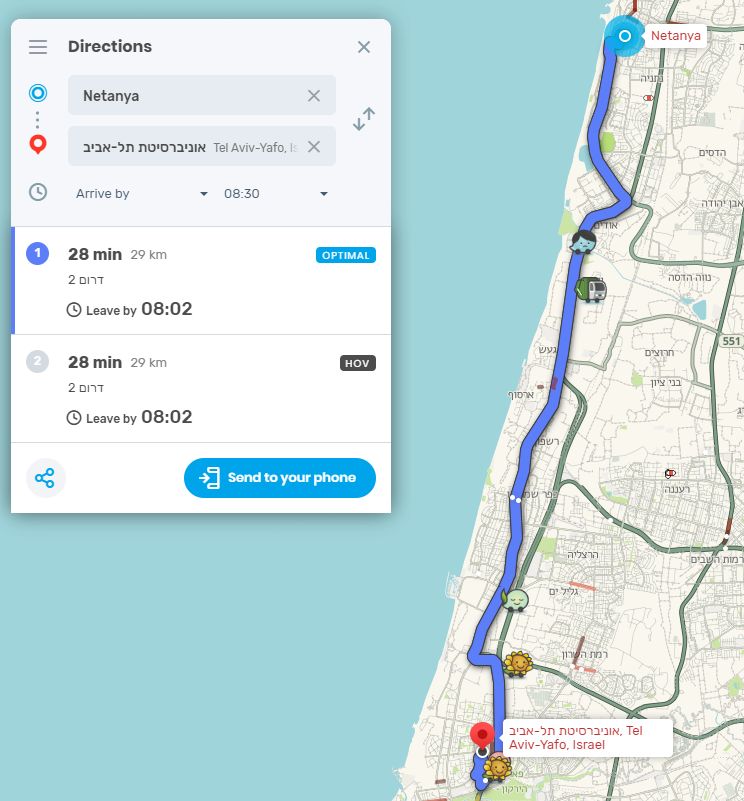 Directions
Netanya
אוניברסיטת תל-אביב Tel Aviv-Yafo, Is
Arrive by 08:30
1 28 min 29 km OPTIMAL
דרום 2
Leave by 08:02
2 28 min 29 km HOV
דרום 2
Leave by 08:02
Send to your phone
Netanya
נתניה
הדסים
אבן יהודה
אודים
נווה הדסה
געש
חרוצים
551
בני ציון
ארסוף
רשפון
רעננה
הרצליה
רמות השבים
גליל ים
רמת השרון
אוניברסיטת תל-אביב, Tel
Aviv-Yafo, Israel
הירקון